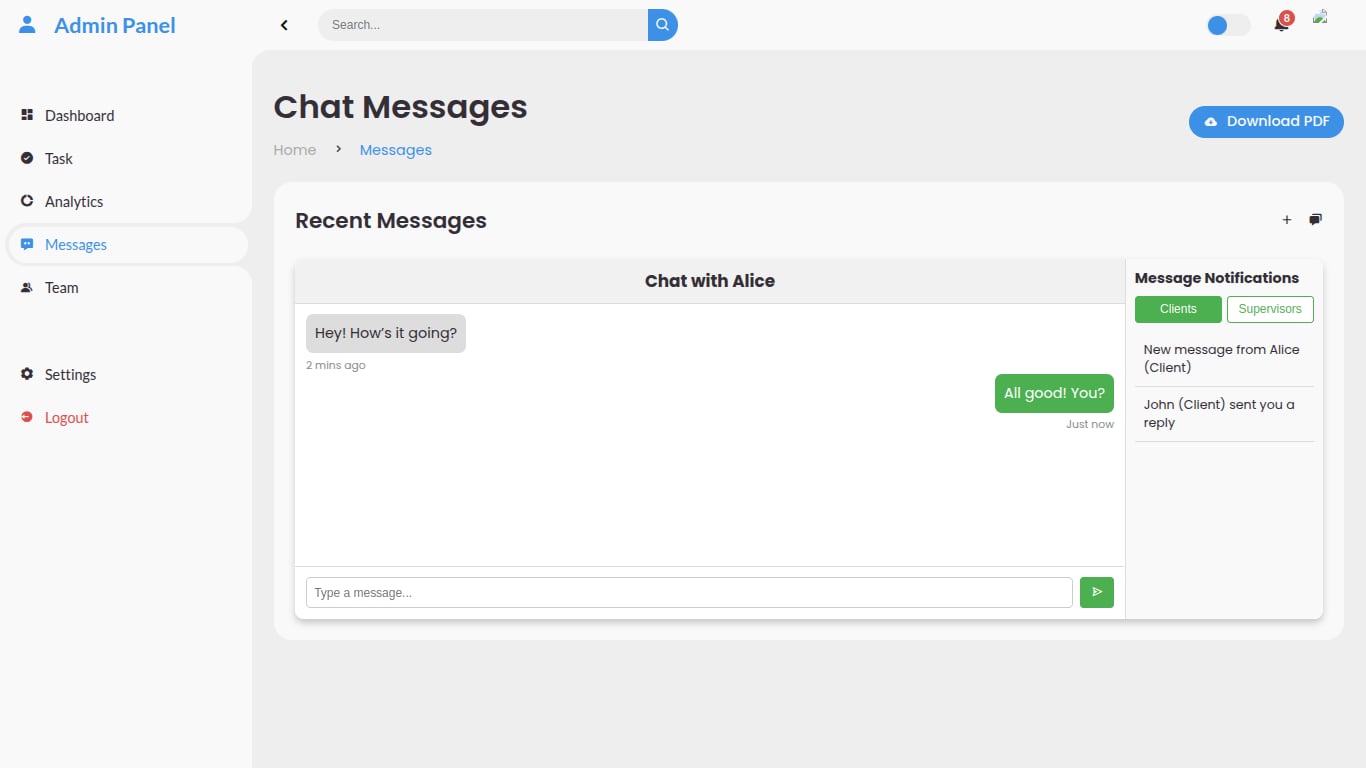 Admin Panel
Search...
8
Dashboard
Task
Analytics
Messages
Team
Settings
Logout
Chat Messages
Home > Messages
Download PDF
Recent Messages
+
Chat with Alice
Hey! How's it going?
2 mins ago
All good! You?
Just now
Type a message...
Message Notifications
Clients
Supervisors
New message from Alice
(Client)
John (Client) sent you a
reply